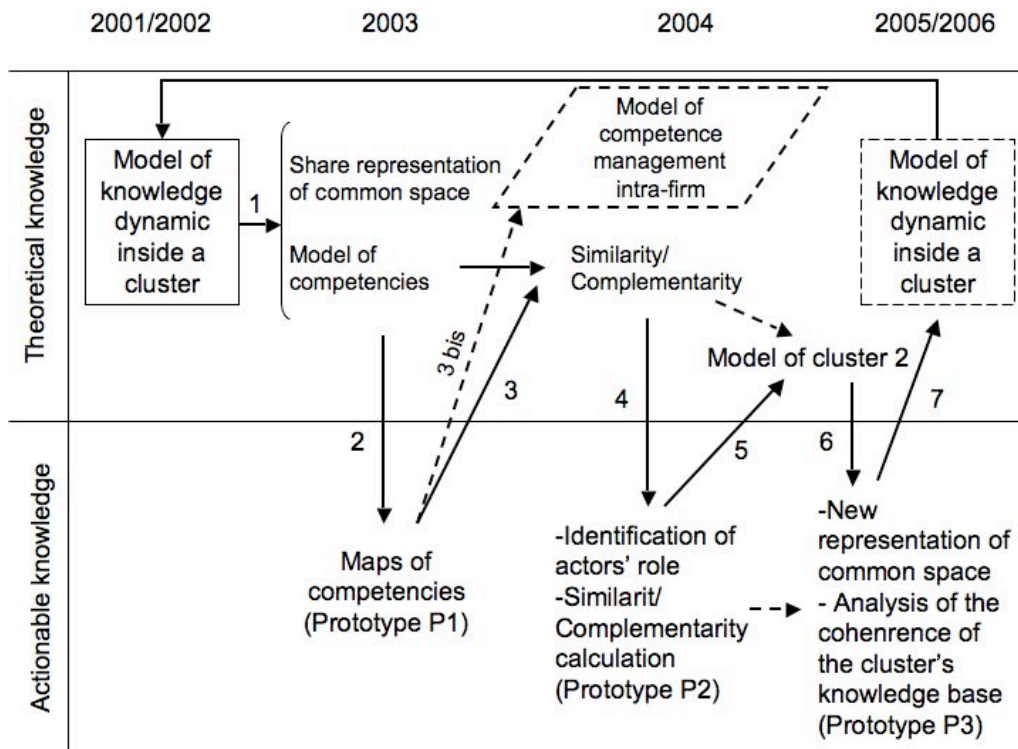 2001/2002
2003
2004
2005/2006
Theoretical knowledge
Model of
knowledge
dynamic
inside a
cluster
1
Share representation
of common space
Model of
competencies
Model of
competence
management
intra-firm
Similarity/
Complementarity
Model of
knowledge
dynamic
inside a
cluster
Model of cluster 2
3 bis
3
2
4
5
6
7
Actionable knowledge
Maps of
competencies
(Prototype P1)
-Identification of
actors' role
-Similarit/
Complementarity
calculation
(Prototype P2)
-New
representation of
common space
- Analysis of the
cohenrence of
the cluster's
knowledge base
(Prototype P3)